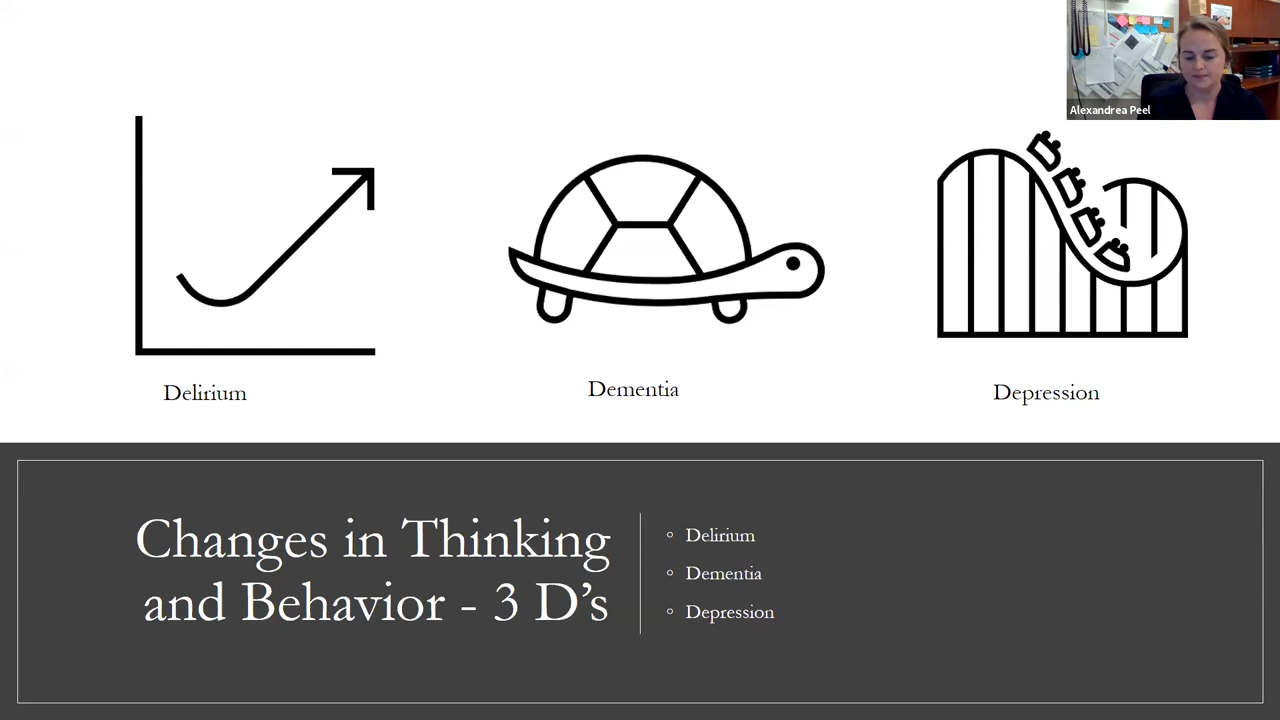 Alexandrea Peel
Delirium
Dementia
Depression
Changes in Thinking
and Behavior - 3 D’s
Delirium
Dementia
Depression